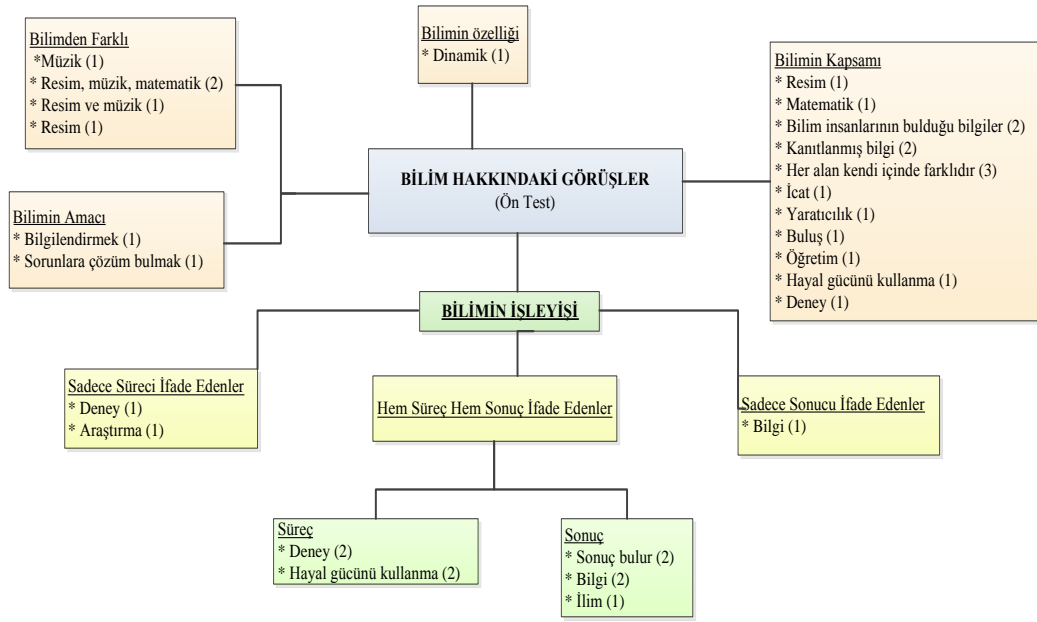 Bilimden Farklı
*Müzik (1)
* Resim, müzik, matematik (2)
* Resim ve müzik (1)
* Resim (1)
Bilimin özelliği
* Dinamik (1)
Bilimin Kapsamı
* Resim (1)
* Matematik (1)
* Bilim insanlarının bulduğu bilgiler (2)
* Kanıtlanmış bilgi (2)
* Her alan kendi içinde farklıdır (3)
* İcat (1)
* Yaratıcılık (1)
* Buluş (1)
* Öğretim (1)
* Hayal gücünü kullanma (1)
* Deney (1)
BİLİM HAKKINDAKİ GÖRÜŞLER
(Ön Test)
Bilimin Amacı
* Bilgilendirmek (1)
* Sorunlara çözüm bulmak (1)
BİLİMİN İŞLEYİŞİ
Sadece Süreci İfade Edenler
* Deney (1)
* Araştırma (1)
Hem Süreç Hem Sonuç İfade Edenler
Sadece Sonucu İfade Edenler
* Bilgi (1)
Süreç
* Deney (2)
* Hayal gücünü kullanma (2)
Sonuç
* Sonuç bulur (2)
* Bilgi (2)
* İlim (1)